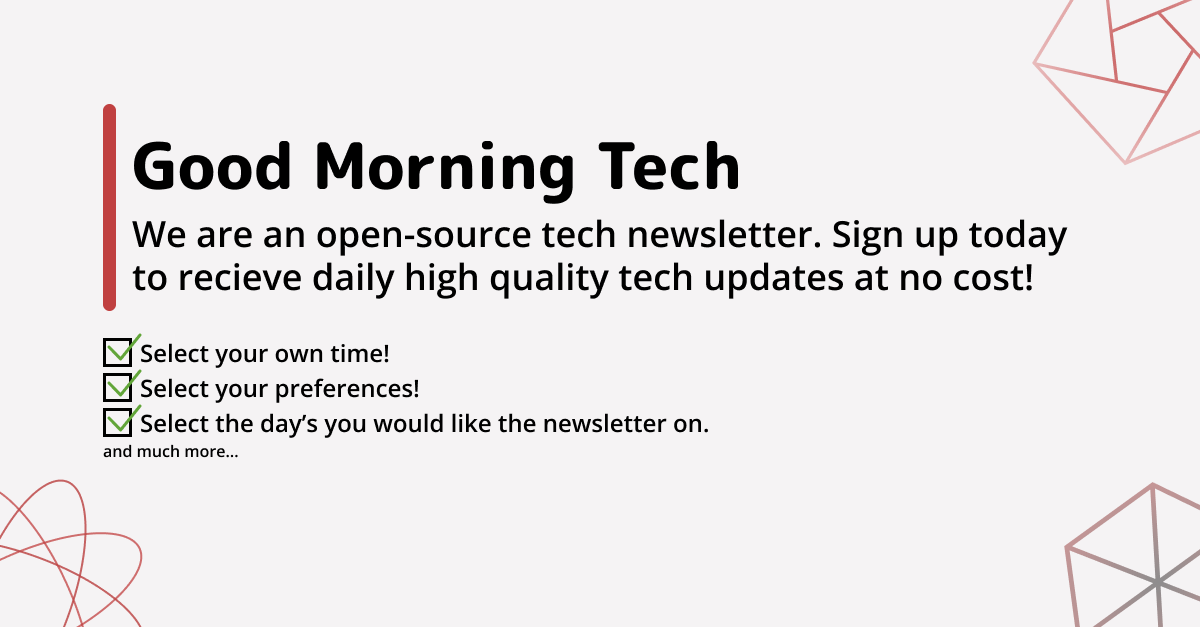 Good Morning Tech
We are an open-source tech newsletter. Sign up today
to recieve daily high quality tech updates at no cost!
Select your own time!
Select your preferences!
Select the day’s you would like the newsletter on.
and much more...